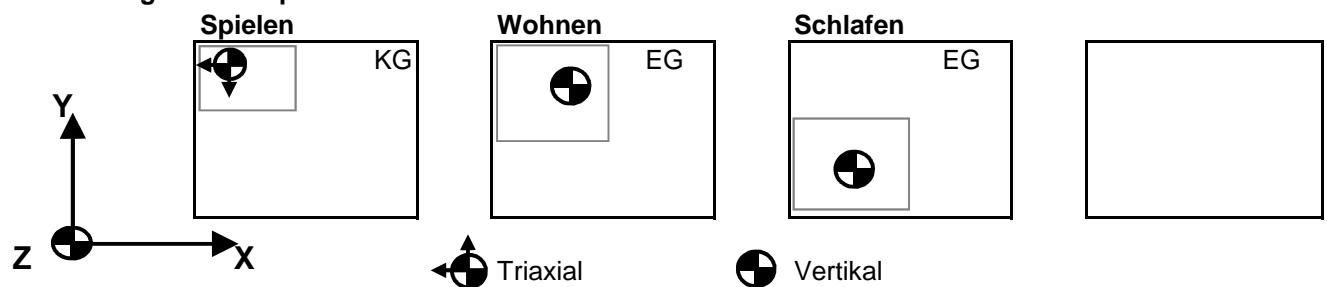 Spielen Wohnen Schlafen
KG EG EG
Y
Z X
Triaxial Vertikal